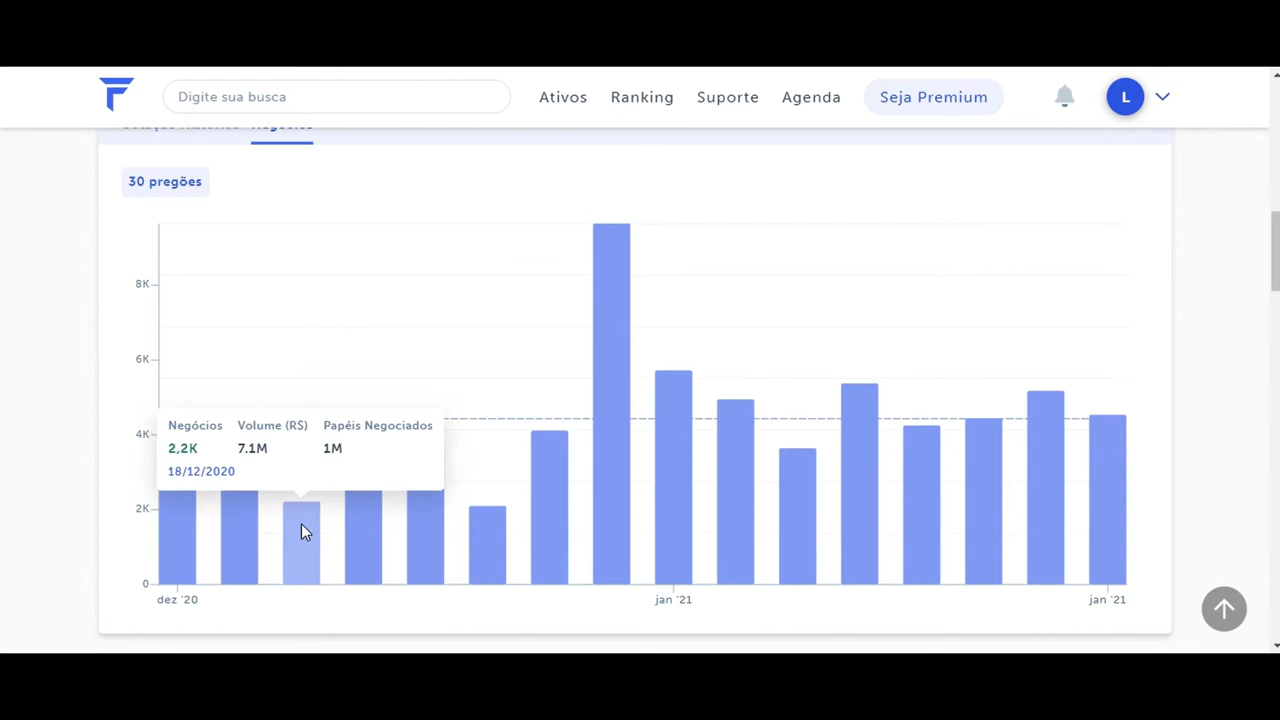 Digite sua busca
Ativos Ranking Suporte Agenda Seja Premium L
Negócios
30 pregões
8K
6K
4K
2K
0
Negócios Volume (R$) Papéis Negociados
2,2K 7.1M 1M
18/12/2020
dez '20 jan '21 jan '21